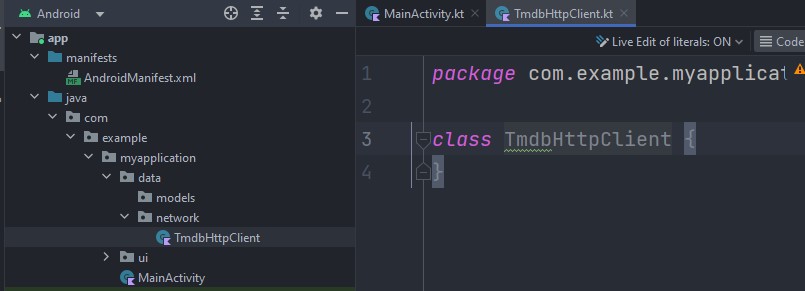 Android
app
manifests
AndroidManifest.xml
java
com
example
myapplication
data
models
network
TmdbHttpClient
ui
MainActivity
MainActivity.kt
TmdbHttpClient.kt
Live Edit of literals: ON
Code
1 package com.example.myapplicat
2
3 class TmdbHttpClient {
4 }